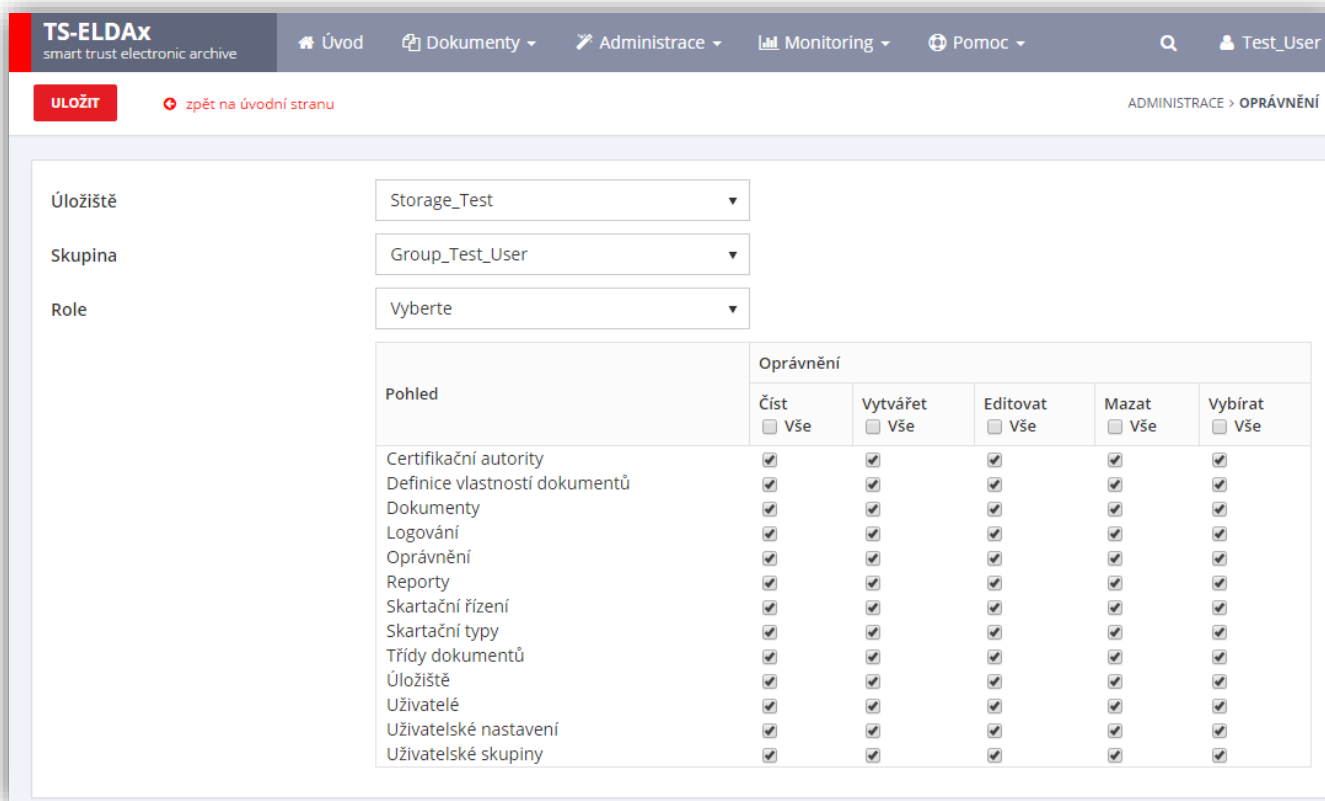 TS-ELDAx
smart trust electronic archive
Úvod
Dokumenty
Administrace
Monitoring
Pomoc
Test_User
ULOŽIT
zpět na úvodní stranu
ADMINISTRACE > OPRÁVNĚNÍ
Úložiště
Storage_Test
Skupina
Group_Test_User
Role
Vyberte
Pohled
Oprávnění
Číst
Vytvářet
Editovat
Mazat
Vybírat
Vše
Vše
Vše
Vše
Vše
Certifikační autority
Definice vlastností dokumentů
Dokumenty
Logování
Oprávnění
Reporty
Skartační řízení
Skartační typy
Třídy dokumentů
Úložiště
Uživatelé
Uživatelské nastavení
Uživatelské skupiny